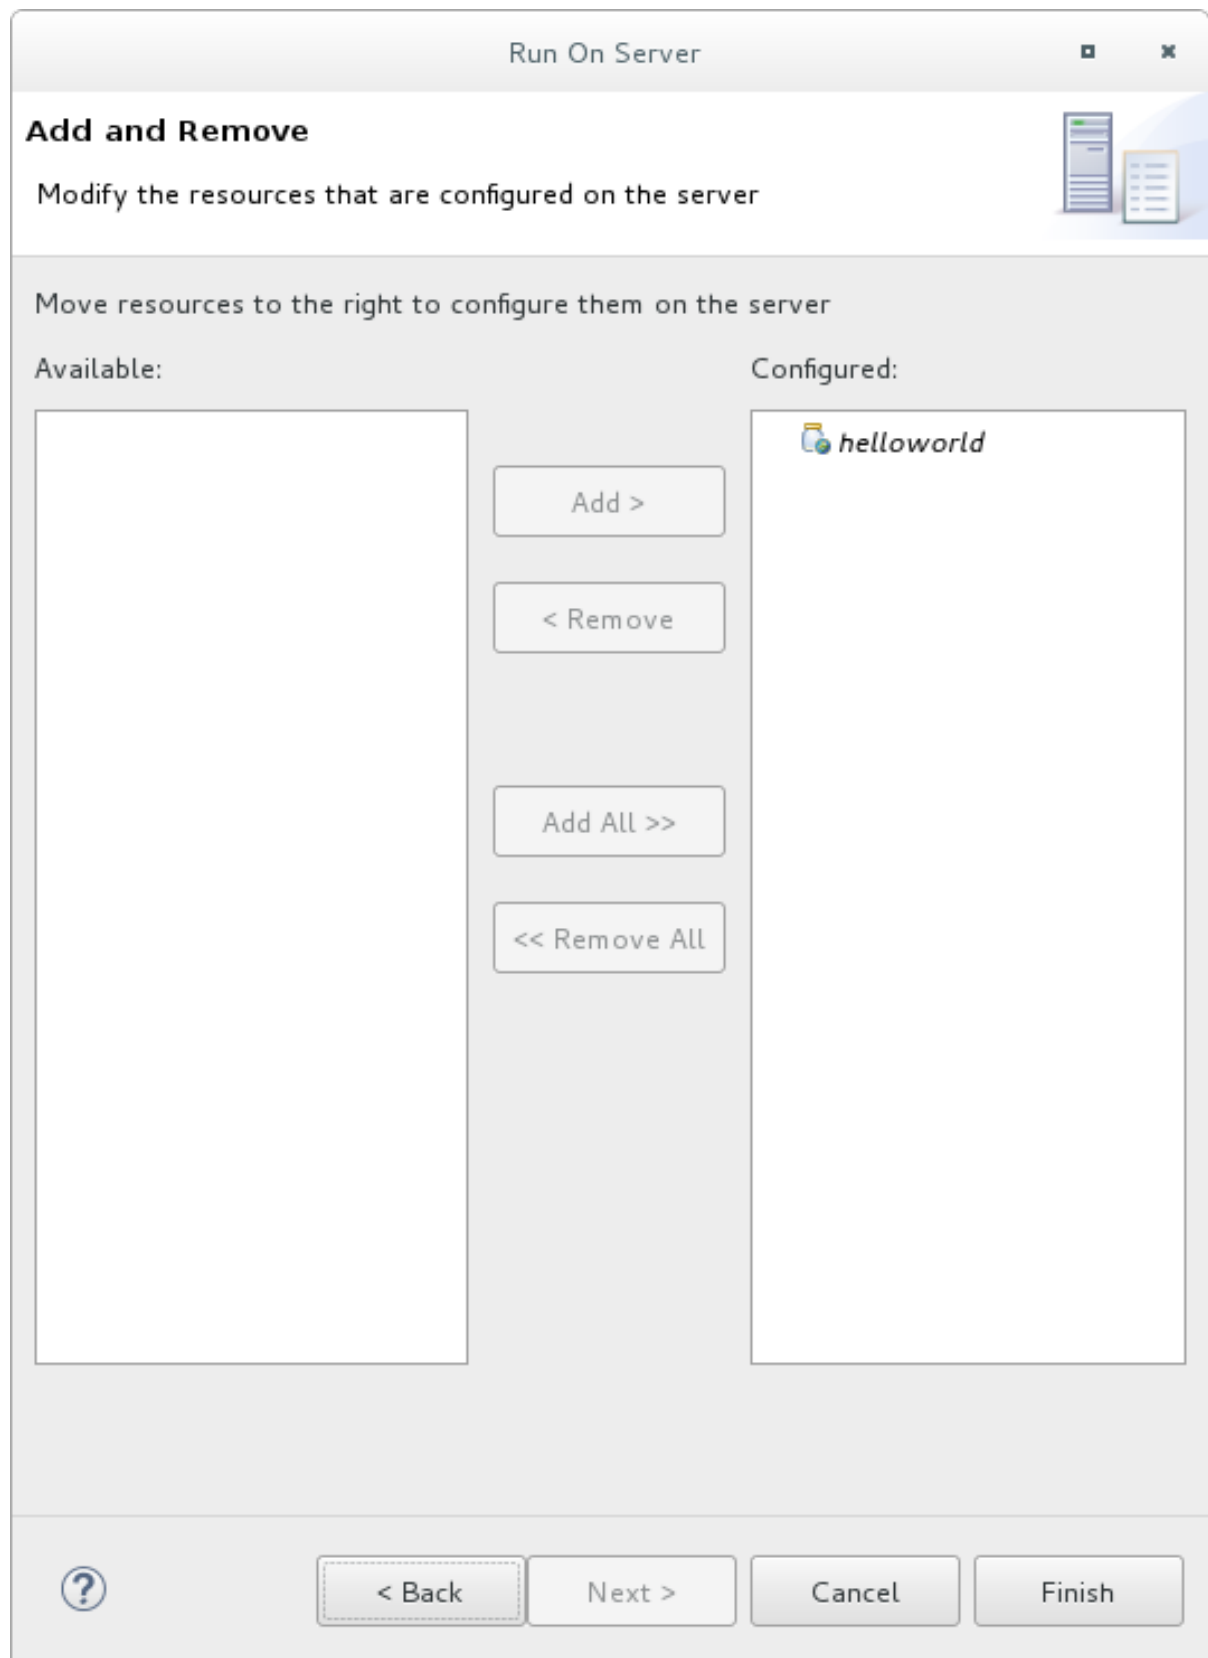 Run On Server
Add and Remove
Modify the resources that are configured on the server
Move resources to the right to configure them on the server
Available:
Configured:
helloworld
Add >
< Remove
Add All >>
<< Remove All
?
< Back
Next >
Cancel
Finish